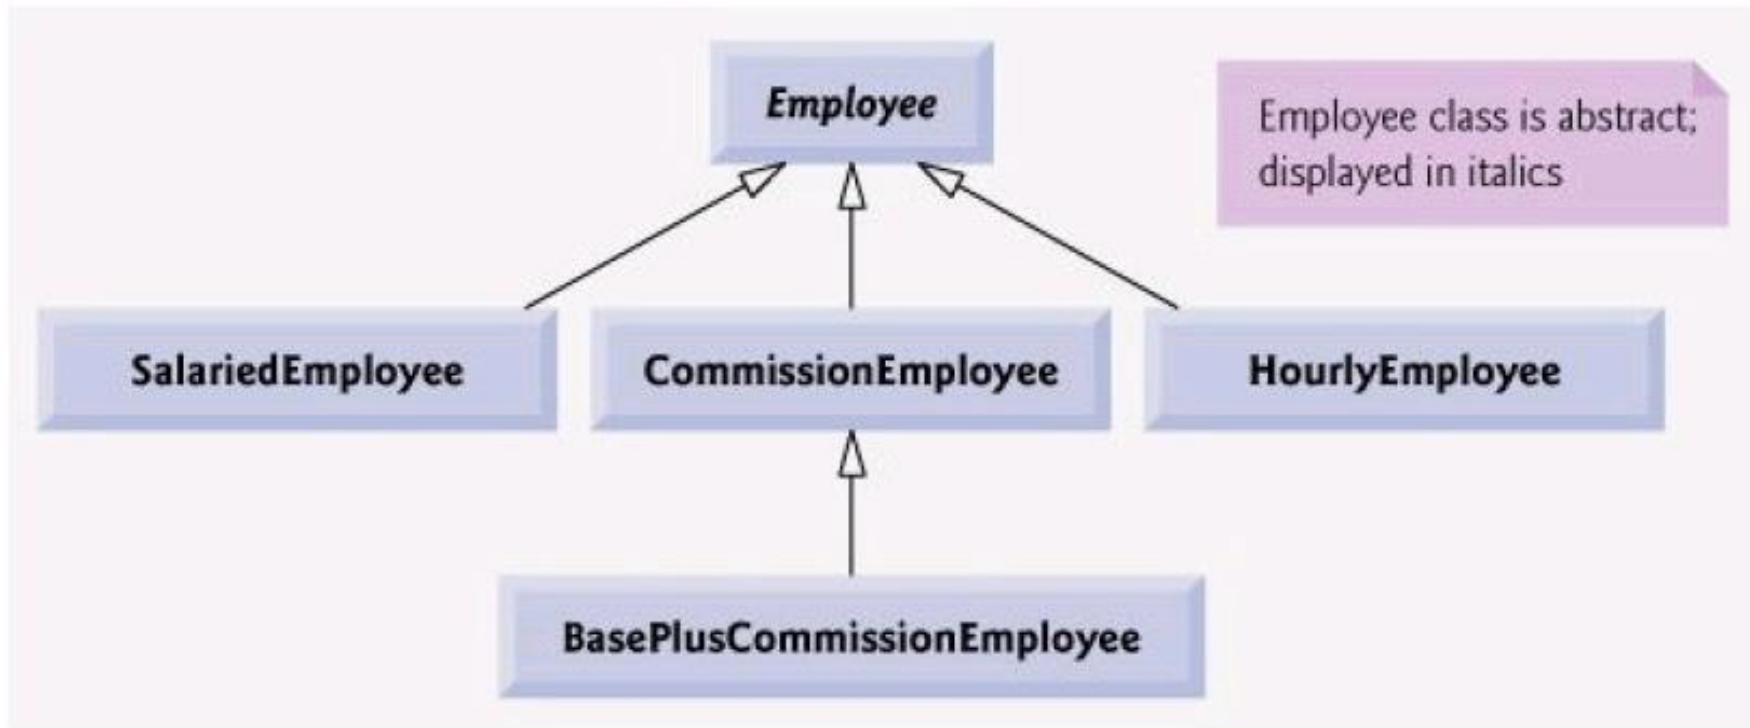 Employee
Employee class is abstract;
displayed in italics
SalariedEmployee
CommissionEmployee
HourlyEmployee
BasePlusCommissionEmployee